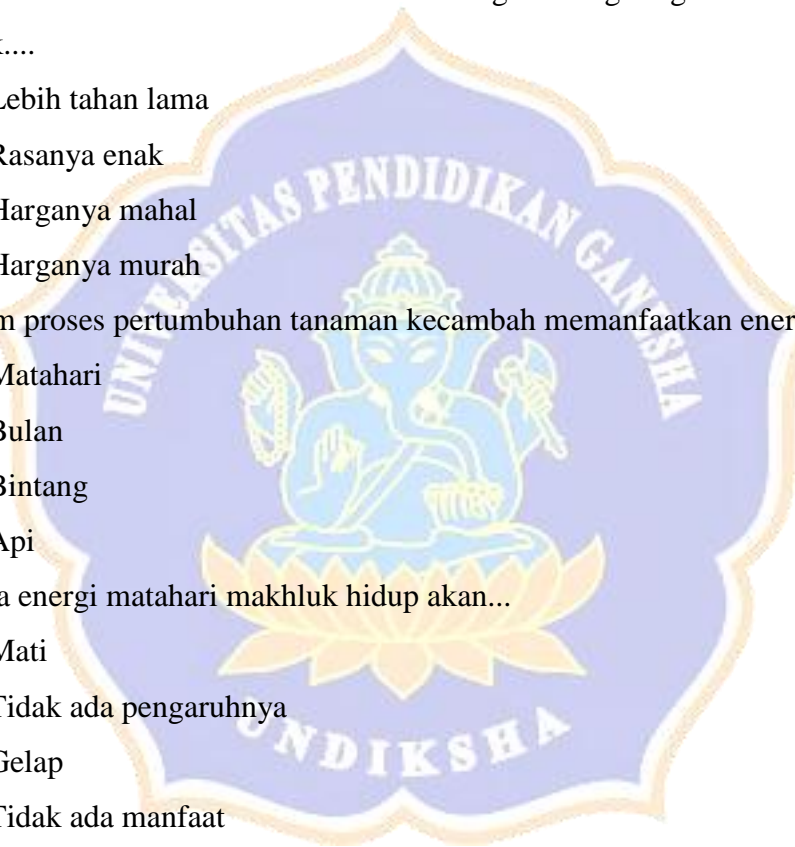 k....
Lebih tahan lama
Rasanya enak
Harganya mahal
Harganya murah
m proses pertumbuhan tanaman kecambah memanfaatkan ener
Matahari
Bulan
Bintang
Api
a energi matahari makhluk hidup akan...
Mati
Tidak ada pengaruhnya
Gelap
Tidak ada manfaat
UNIVERSITAS PENDIDIKAN GANESHA
UNDIKSHA